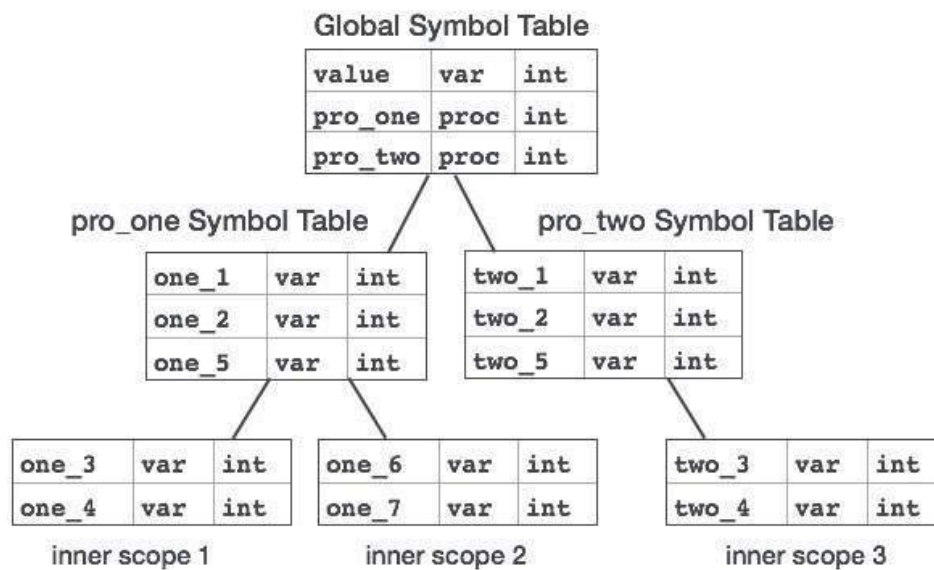 Global Symbol Table
value var int
pro_one proc int
pro_two proc int
pro_one Symbol Table
one_1 var int
one_2 var int
one_5 var int
pro_two Symbol Table
two_1 var int
two_2 var int
two_5 var int
one_3 var int
one_4 var int
inner scope 1
one_6 var int
one_7 var int
inner scope 2
two_3 var int
two_4 var int
inner scope 3